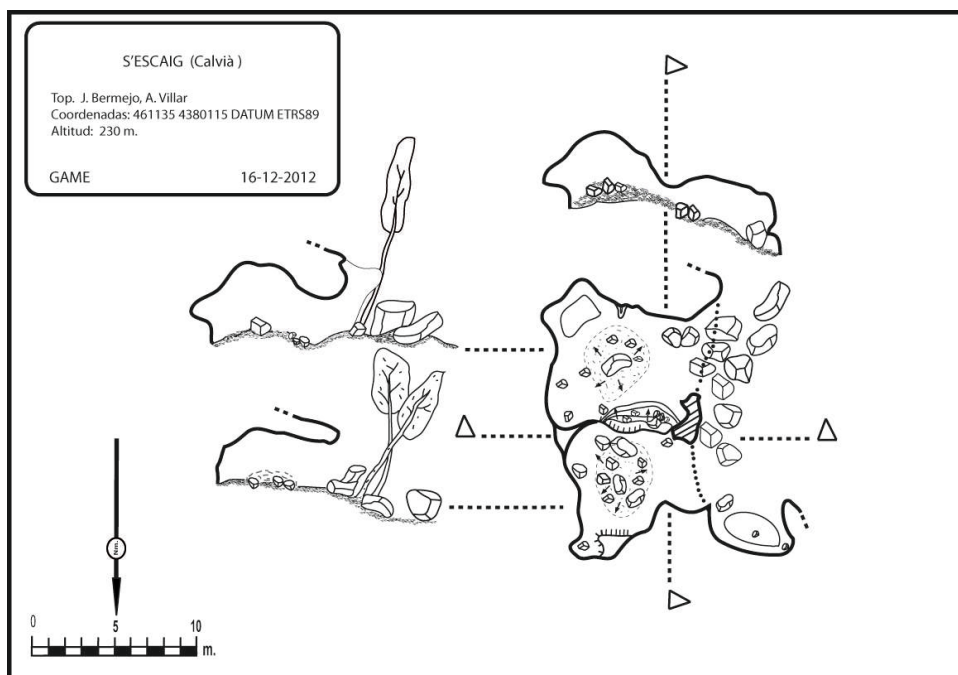 S'ESCAIG (Calvià )
Top. J. Bermejo, A. Villar
Coordenadas: 461135 4380115 DATUM ETRS89
Altitud: 230 m.
GAME 16-12-2012
Nm.
0 5 10
m.